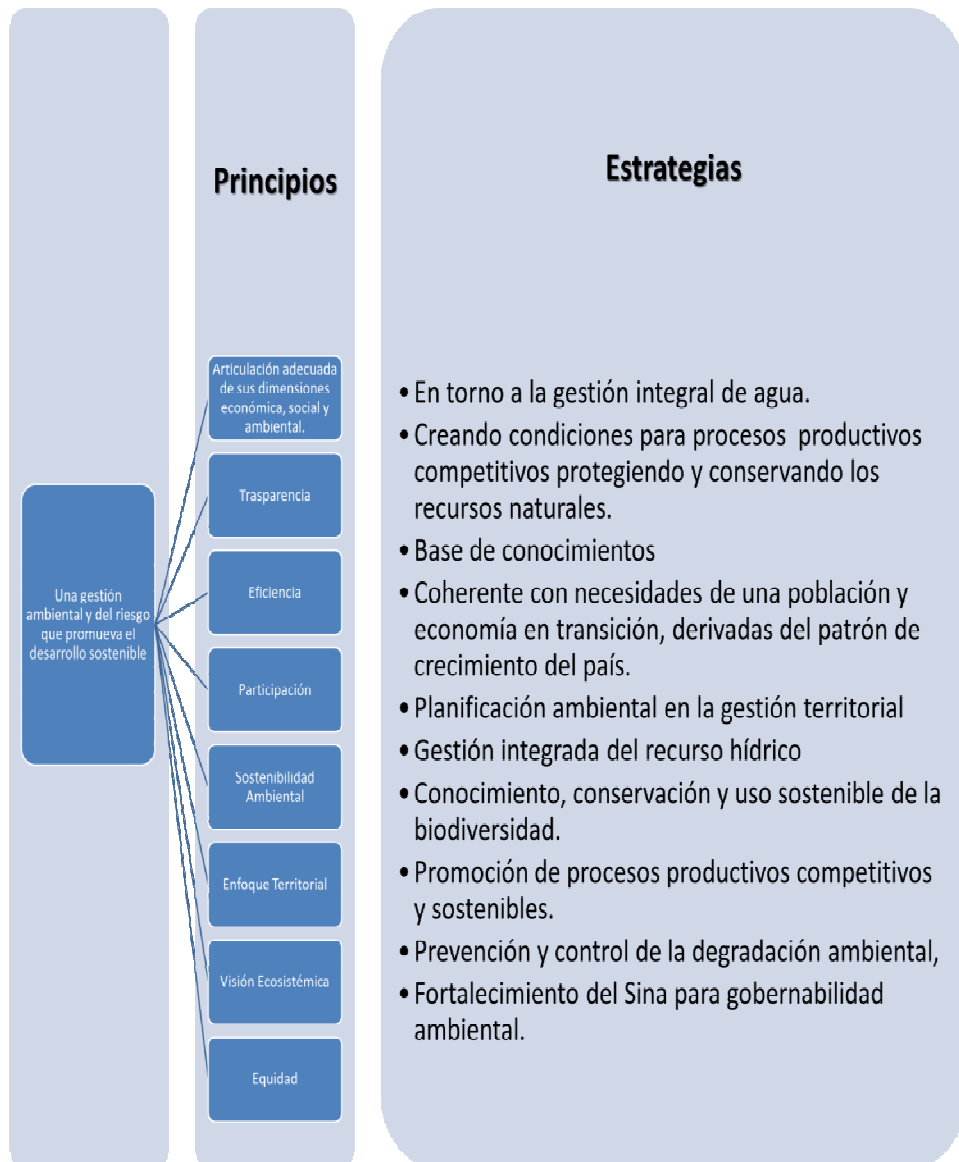 Principios
Estrategias
Una gestión
ambiental y del riesgo
que promueva el
desarrollo sostenible
Articulación adecuada
de sus dimensiones
económica, social y
ambiental.
Trasparencia
Eficiencia
Participación
Sostenibilidad
Ambiental
Enfoque Territorial
Visión Ecosistémica
Equidad
• En torno a la gestión integral de agua.
• Creando condiciones para procesos productivos
competitivos protegiendo y conservando los
recursos naturales.
• Base de conocimientos
• Coherente con necesidades de una población y
economía en transición, derivadas del patrón de
crecimiento del país.
• Planificación ambiental en la gestión territorial
• Gestión integrada del recurso hídrico
• Conocimiento, conservación y uso sostenible de la
biodiversidad.
• Promoción de procesos productivos competitivos
y sostenibles.
• Prevención y control de la degradación ambiental,
• Fortalecimiento del Sina para gobernabilidad
ambiental.